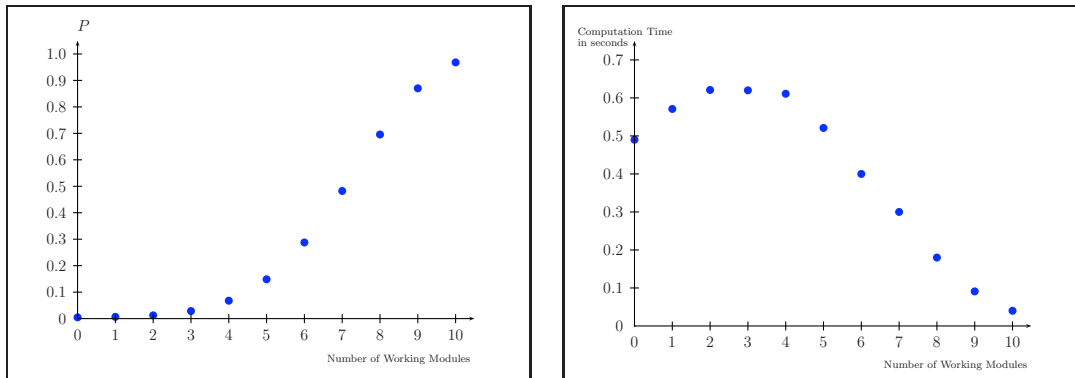 P
1.0
0.9
0.8
0.7
0.6
0.5
0.4
0.3
0.2
0.1
0
0 1 2 3 4 5 6 7 8 9 10
Number of Working Modules
Computation Time
in seconds
0.7
0.6
0.5
0.4
0.3
0.2
0.1
0
0 1 2 3 4 5 6 7 8 9 10
Number of Working Modules